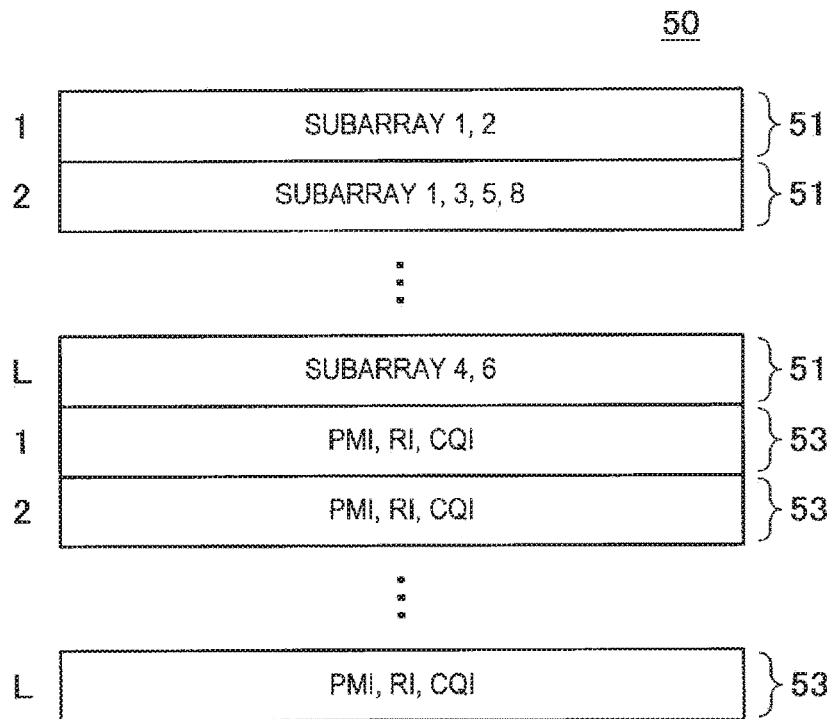 50
1 SUBARRAY 1, 2 51
2 SUBARRAY 1, 3, 5, 8 51
L SUBARRAY 4, 6 51
1 PMI, RI, CQI 53
2 PMI, RI, CQI 53
L PMI, RI, CQI 53